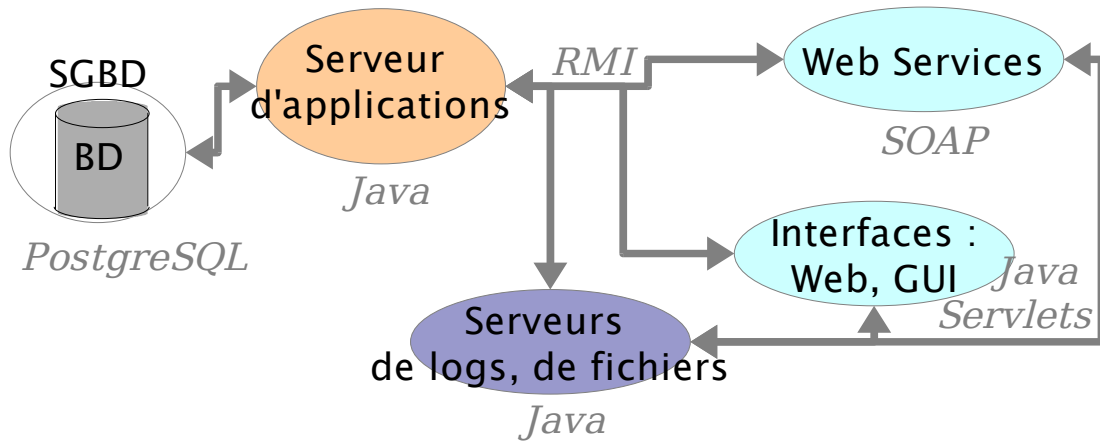 SGBD
BD
PostgreSQL
Serveur
d'applications
Java
RMI
Web Services
SOAP
Interfaces :
Web, GUI
Java
Servlets
Serveurs
de logs, de fichiers
Java